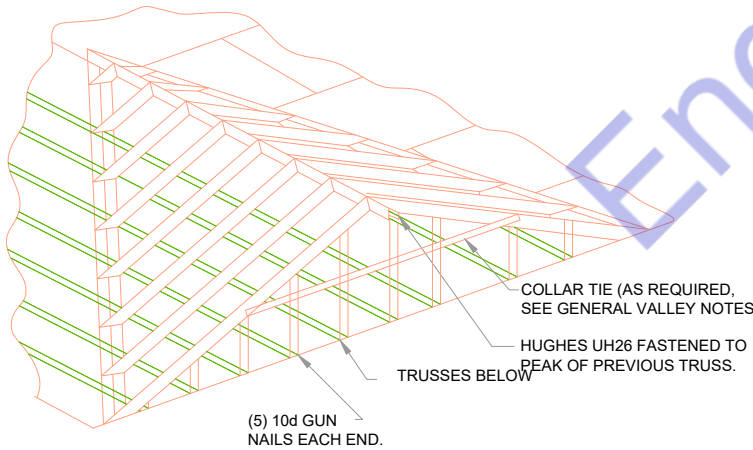 COLLAR TIE (AS REQUIRED,
SEE GENERAL VALLEY NOTES
HUGHES UH26 FASTENED TO
PEAK OF PREVIOUS TRUSS.
TRUSSES BELOW
(5) 10d GUN
NAILS EACH END.
Eng